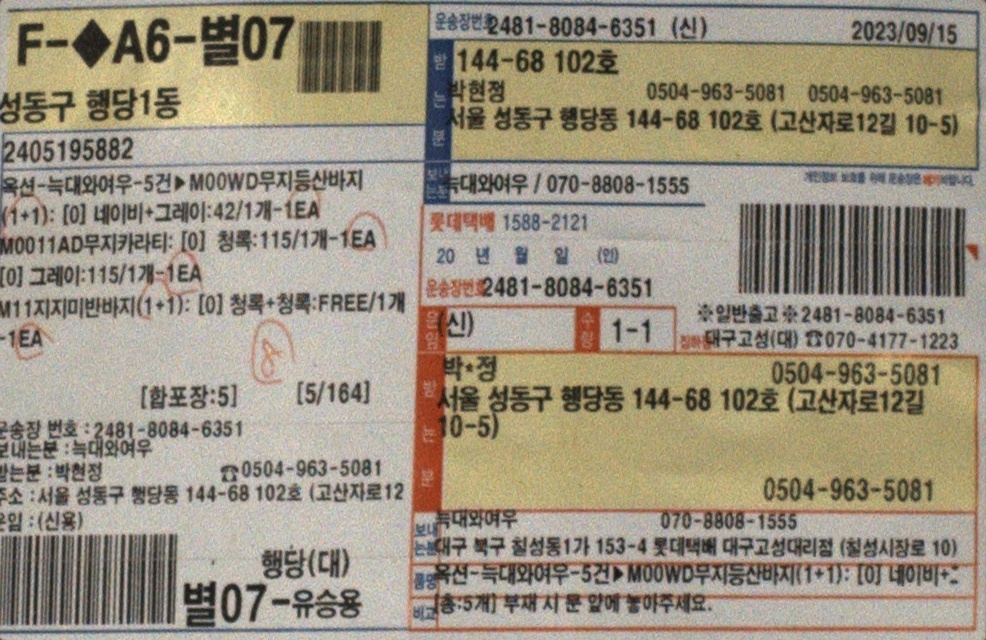 F-◆A6-별07
성동구 행당1동
2405195882
옥션-늑대와여우-5건▶M00WD무지등산바지
(1+1): [0] 네이비+그레이:42/1개-1EA
M0011AD무지카라티: [0] 청록:115/1개-1EA
[0] 그레이:115/1개-1EA
M11지지미반바지(1+1): [0] 청록+청록:FREE/1개
-1EA
8
[합포장:5] [5/164]
운송장 번호 : 2481-8084-6351
보내는분 : 늑대와여우
받는분 : 박현정 ☎0504-963-5081
주소 : 서울 성동구 행당동 144-68 102호 (고산자로12
운임 : (신용)
행당(대)
별07-유승용
운송장번호 2481-8084-6351 (신) 2023/09/15
받는분
144-68 102호
박현정 0504-963-5081 0504-963-5081
서울 성동구 행당동 144-68 102호 (고산자로12길 10-5)
보내는분 늑대와여우 / 070-8808-1555
개인정보 보호를 위해 운송장은 폐기바랍니다.
롯데택배 1588-2121
20 년 월 일 (인)
운송장번호 2481-8084-6351
운임 (신) 수량 1-1
※일반출고※2481-8084-6351
집하 대구고성(대) ☎070-4177-1223
받는분
박*정 0504-963-5081
서울 성동구 행당동 144-68 102호 (고산자로12길
10-5)
0504-963-5081
보내는분 늑대와여우 070-8808-1555
대구 북구 칠성동1가 153-4 롯데택배 대구고성대리점 (칠성시장로 10)
품명 옥션-늑대와여우-5건▶M00WD무지등산바지(1+1): [0] 네이비+
비고 [총:5개] 부재 시 문 앞에 놓아주세요.